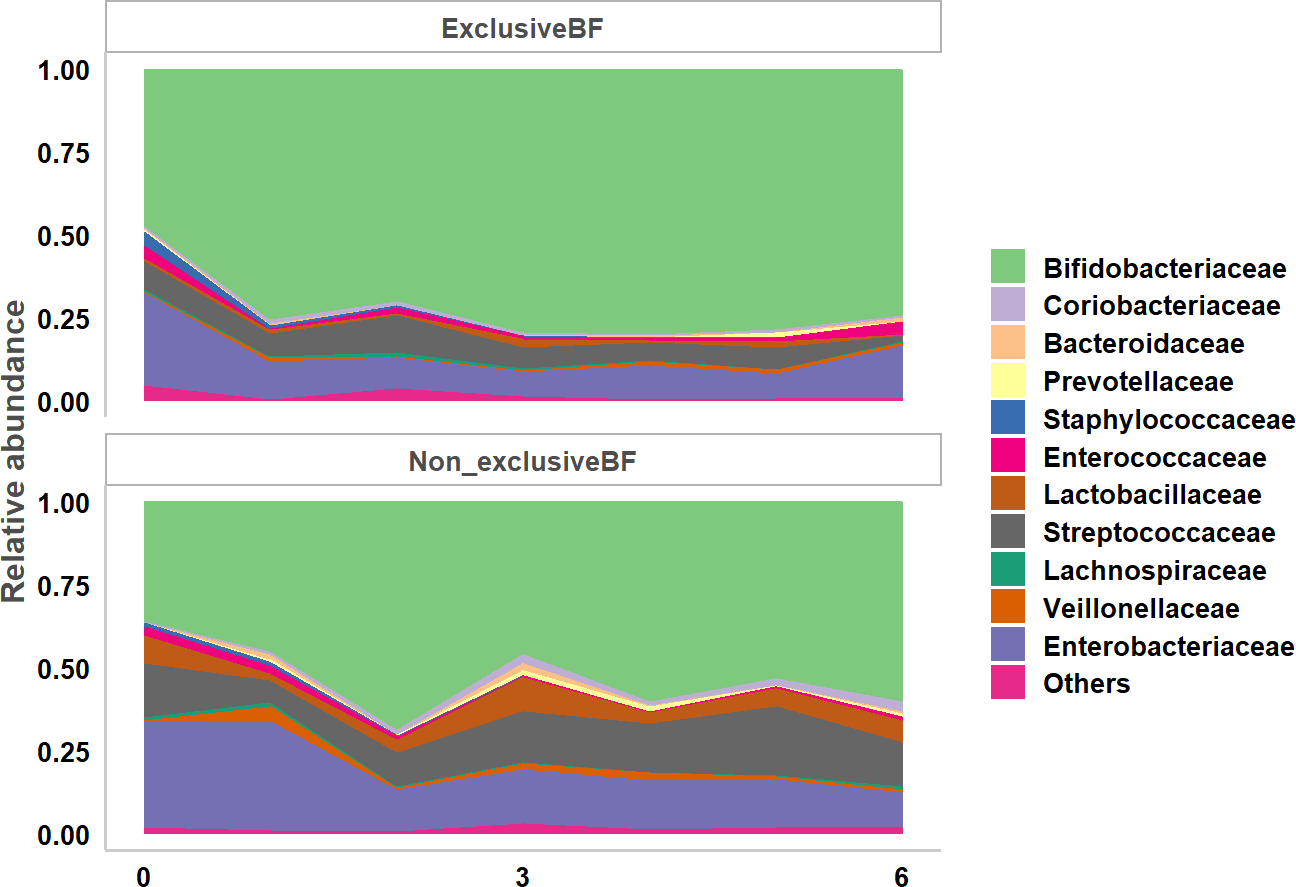 ExclusiveBF
1.00
0.75
0.50
0.25
0.00
Relative abundance
Non_exclusiveBF
1.00
0.75
0.50
0.25
0.00
0
3
6
Bifidobacteriaceae
Coriobacteriaceae
Bacteroidaceae
Prevotellaceae
Staphylococcaceae
Enterococcaceae
Lactobacillaceae
Streptococcaceae
Lachnospiraceae
Veillonellaceae
Enterobacteriaceae
Others